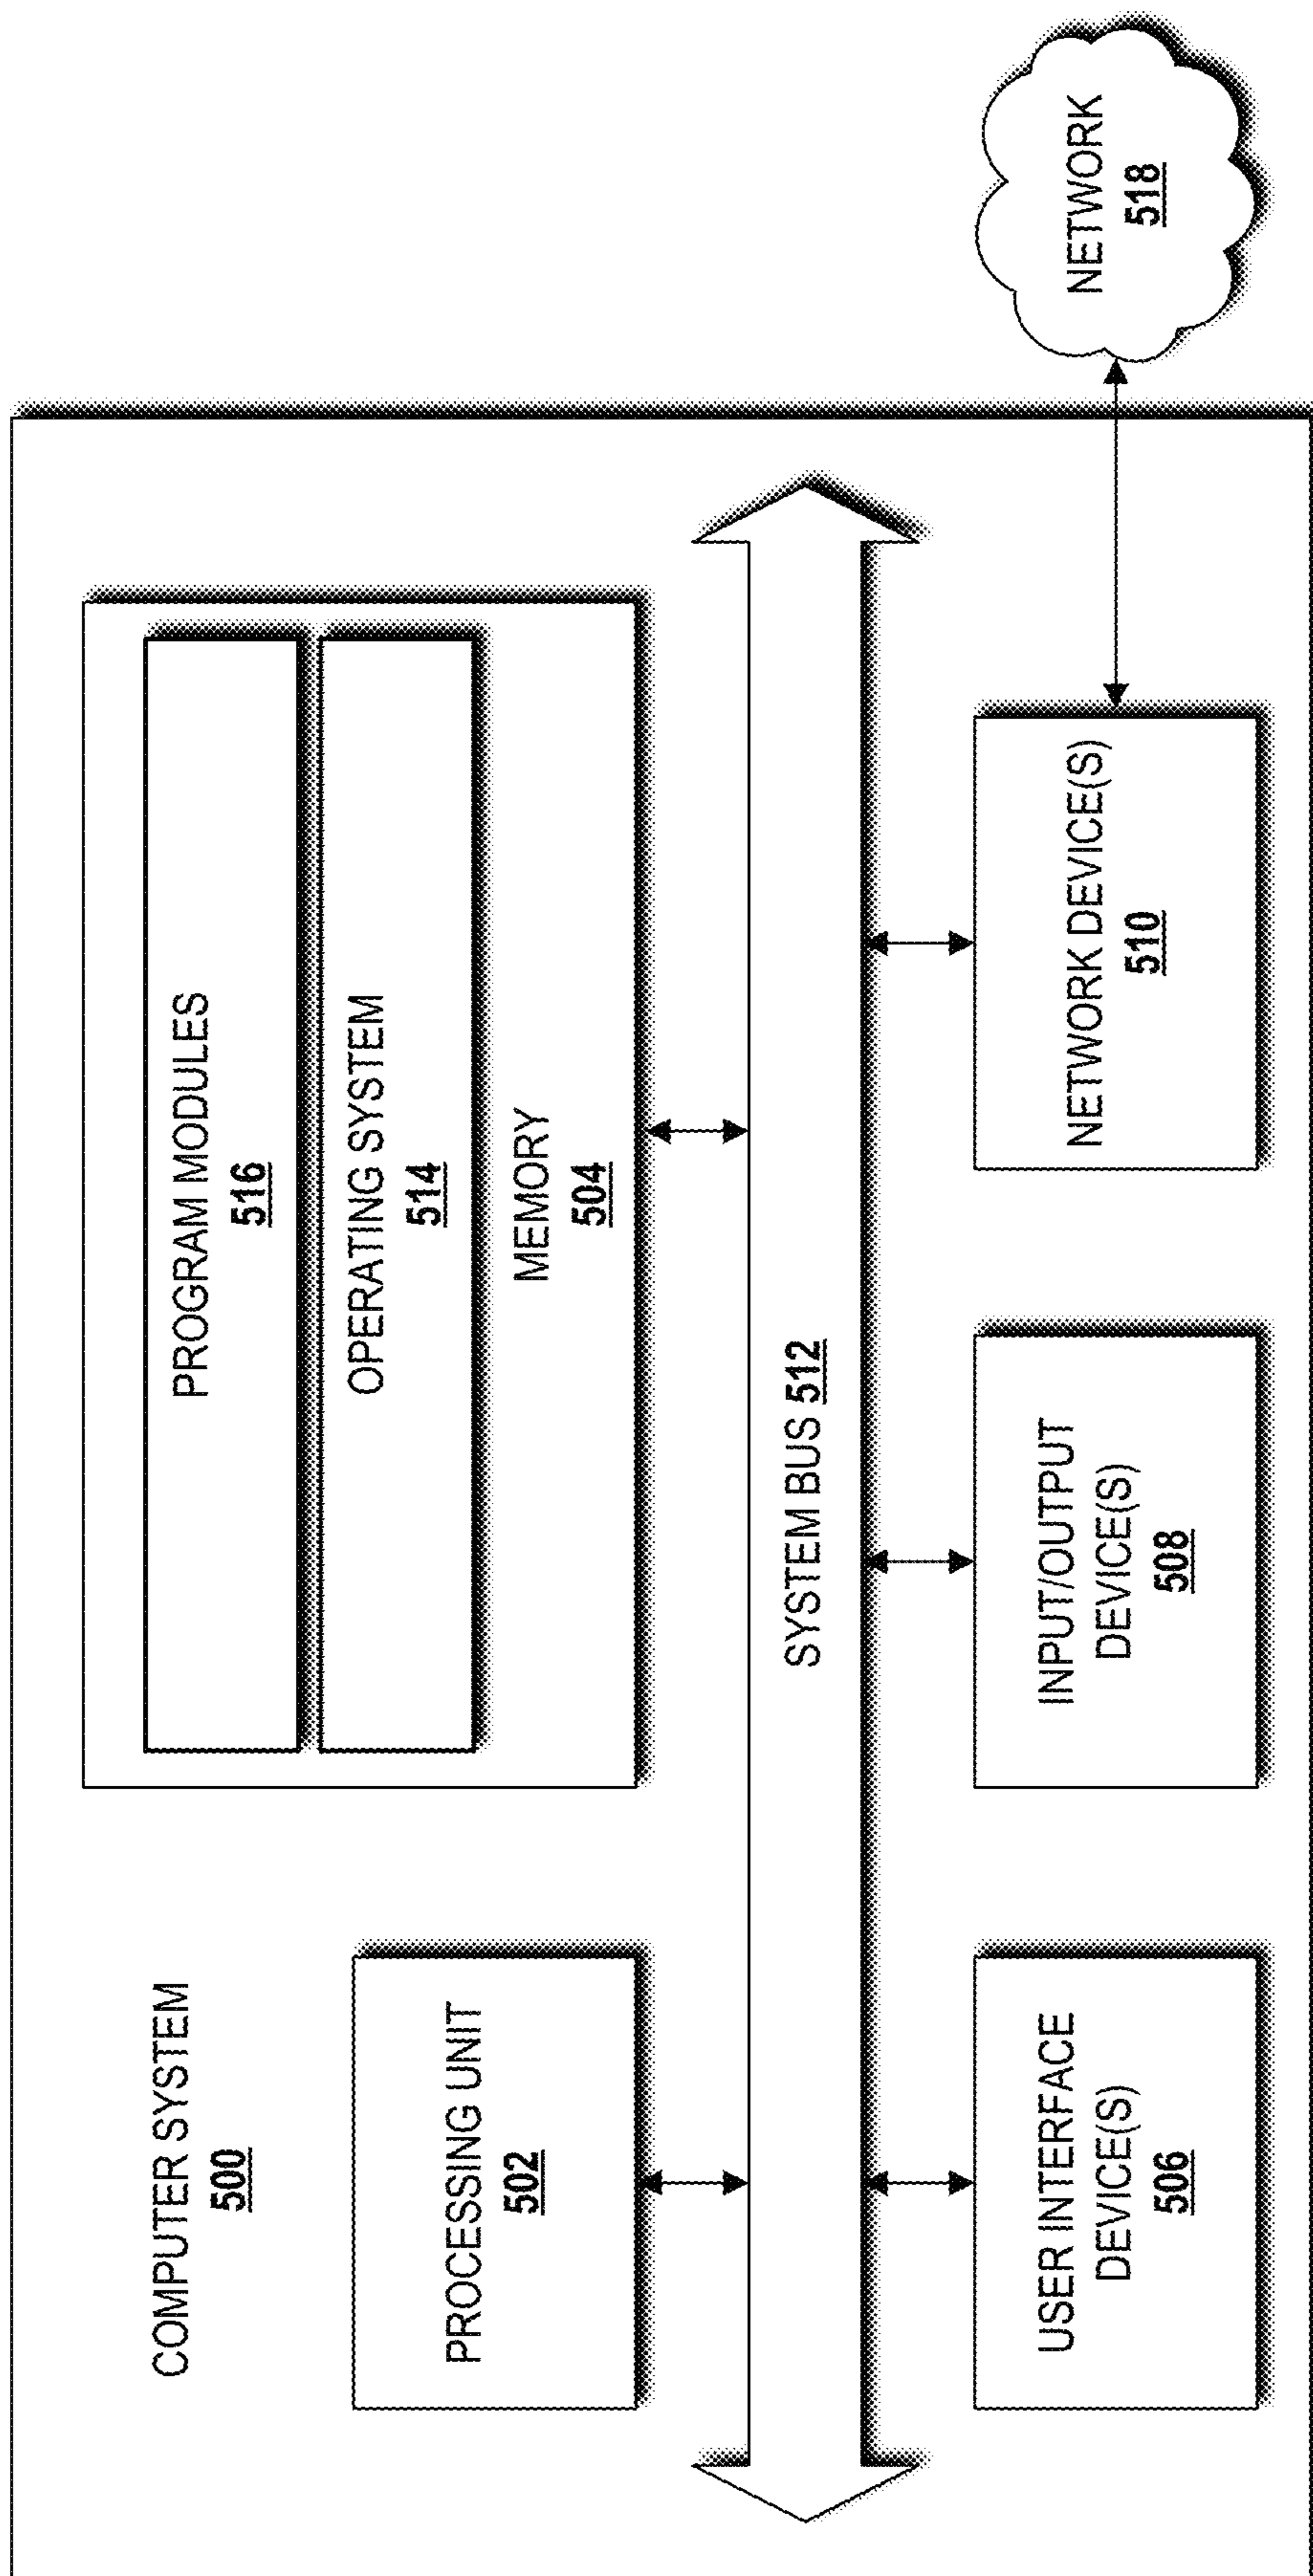 COMPUTER SYSTEM
500
PROCESSING UNIT
502
PROGRAM MODULES
516
OPERATING SYSTEM
514
MEMORY
504
SYSTEM BUS 512
USER INTERFACE
DEVICE(S)
506
INPUT/OUTPUT
DEVICE(S)
508
NETWORK DEVICE(S)
510
NETWORK
518